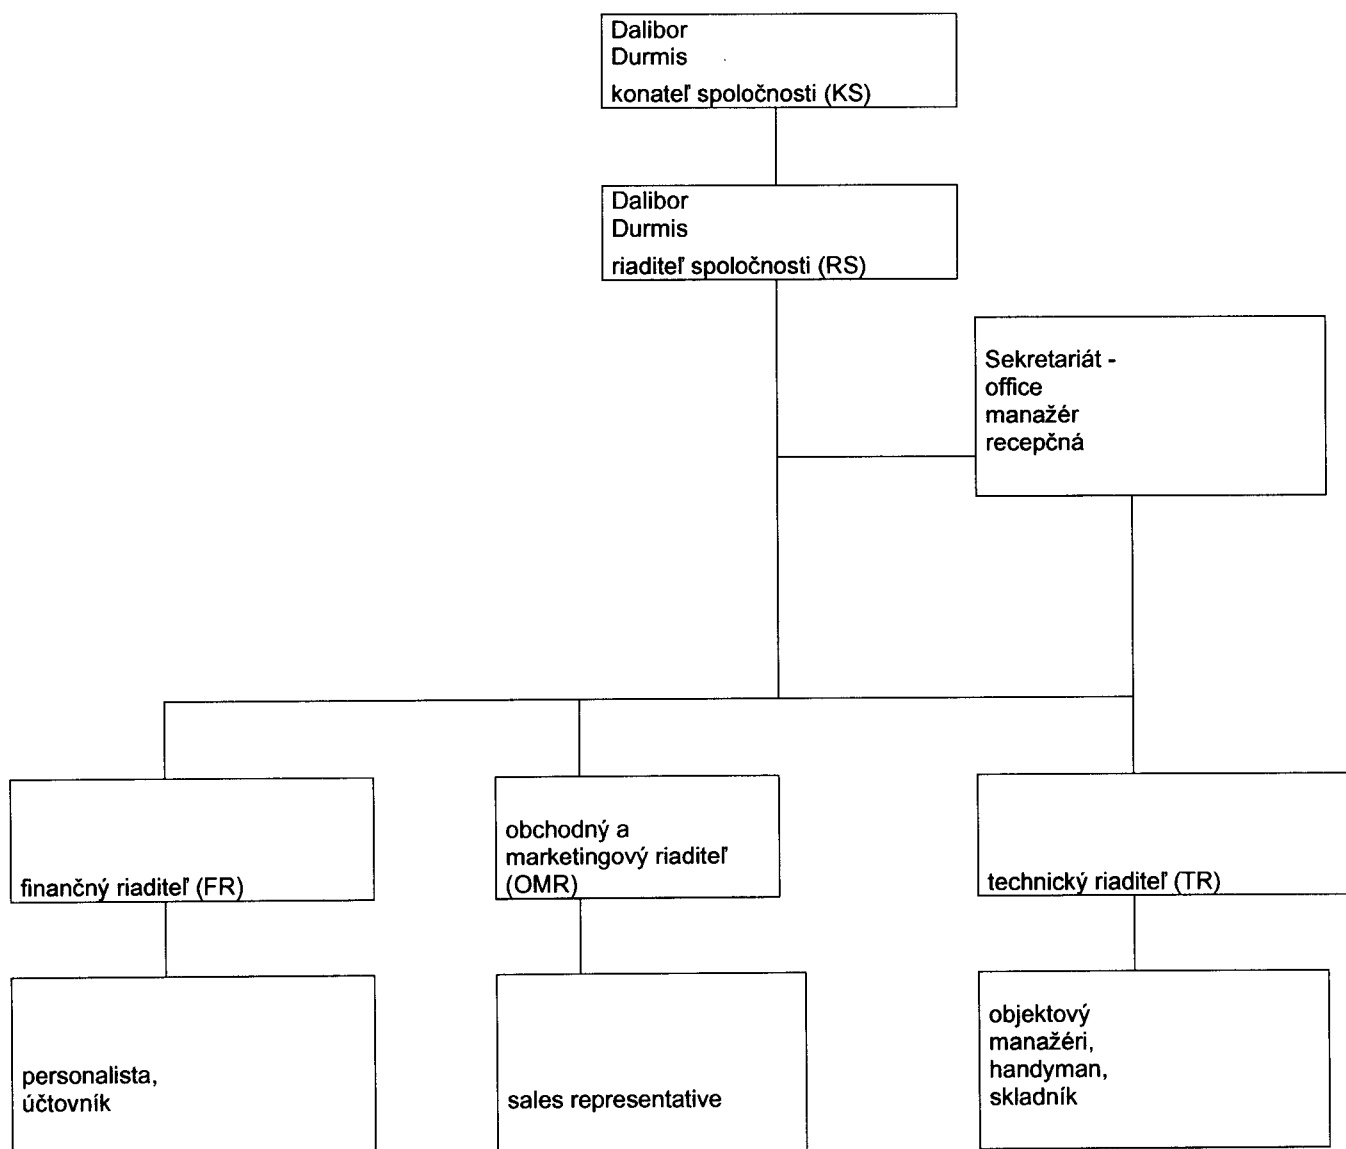 Dalibor
Durmis
konateľ spoločnosti (KS)
Dalibor
Durmis
riaditeľ spoločnosti (RS)
Sekretariát -
office
manažér
recepčná
finančný riaditeľ (FR)
obchodný a
marketingový riaditeľ
(OMR)
technický riaditeľ (TR)
personalista,
účtovník
sales representative
objektový
manažéri,
handyman,
skladník